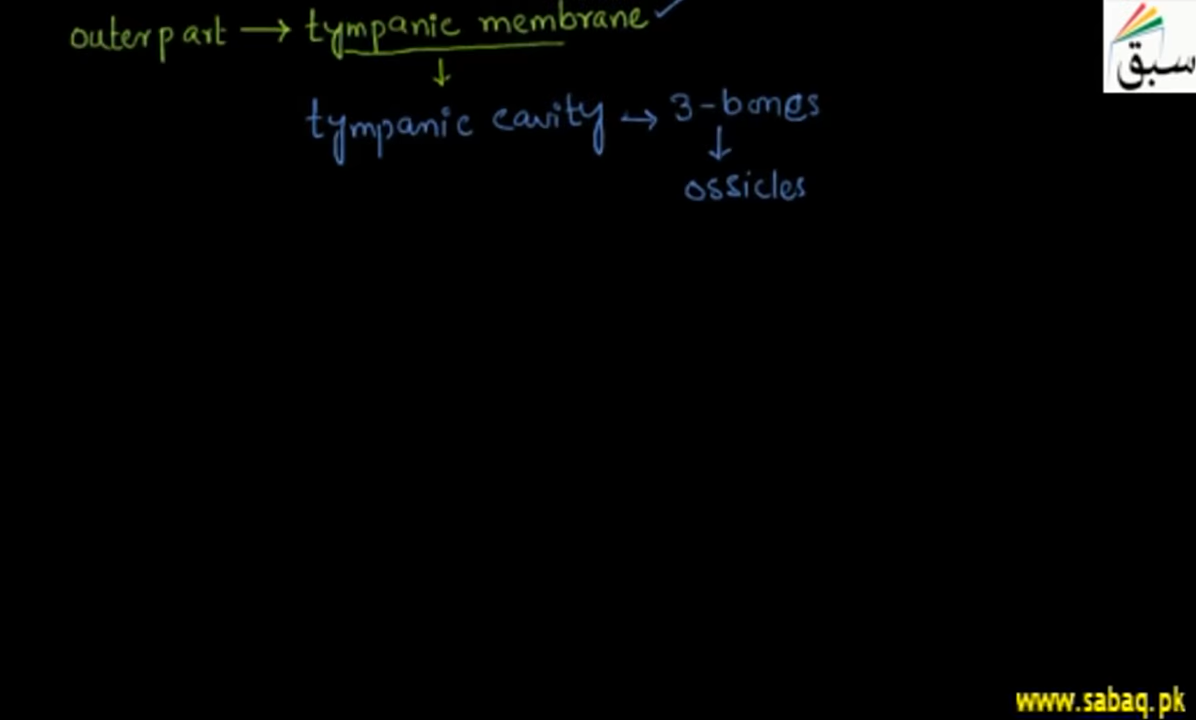 outer part → tympanic membrane ✓
↓
tympanic cavity → 3-bones
↓
ossicles
سبق
www.sabaq.pk